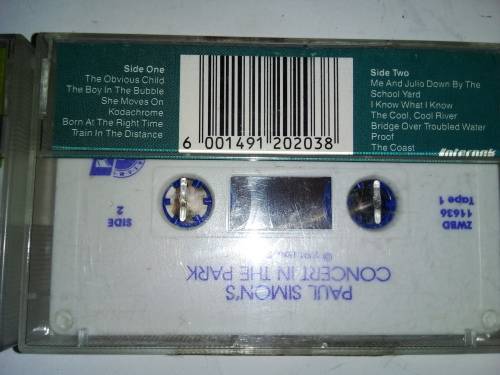 Side One
The Obvious Child
The Boy In The Bubble
She Moves On
Kodachrome
Born At The Right Time
Train In The Distance
6 001491 202038
Side Two
Me And Julio Down By The
School Yard
I Know What I Know
The Cool, Cool River
Bridge Over Troubled Water
Proof
The Coast
Interpak
SIDE
2
ZWBD
11636
Tape 1
PAUL SIMON'S
CONCERT IN THE PARK